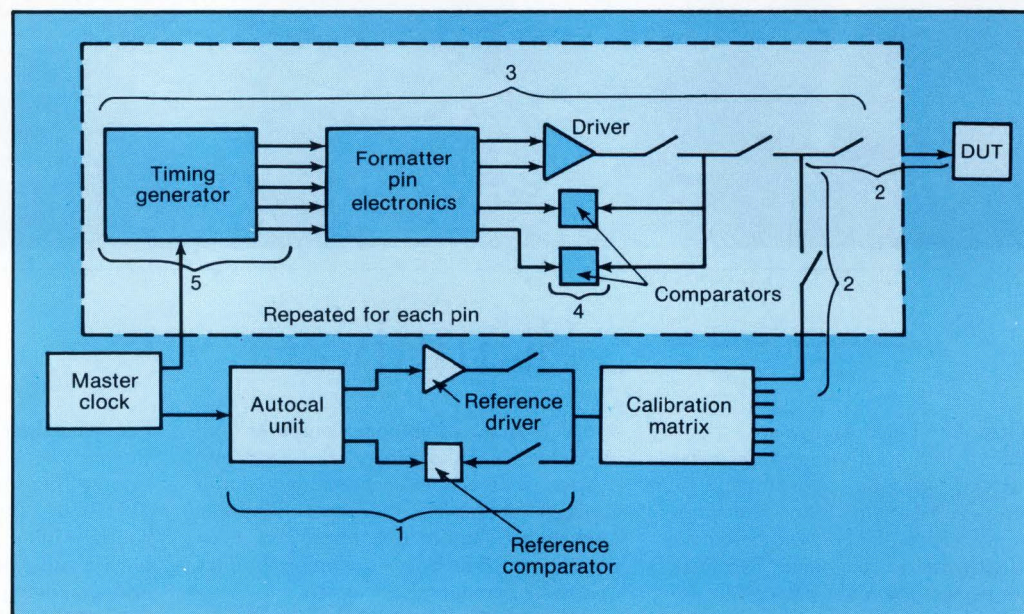 3
Driver
Timing
generator
Formatter
pin
electronics
DUT
2
5
4
Comparators
2
Repeated for each pin
Master
clock
Autocal
unit
Reference
driver
Calibration
matrix
1
Reference
comparator